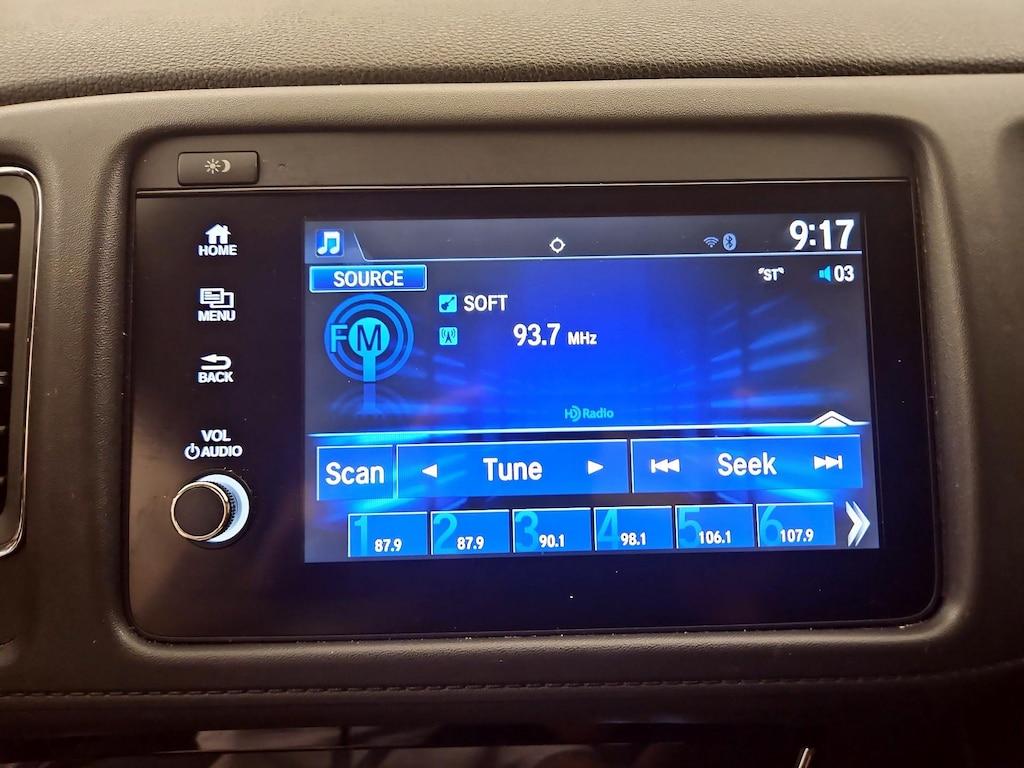 HOME
MENU
BACK
VOL
AUDIO
9:17
SOURCE
"ST"
03
FM
SOFT
93.7 MHz
HD Radio
Scan
Tune
Seek
1 87.9
2 87.9
3 90.1
4 98.1
5 106.1
6 107.9